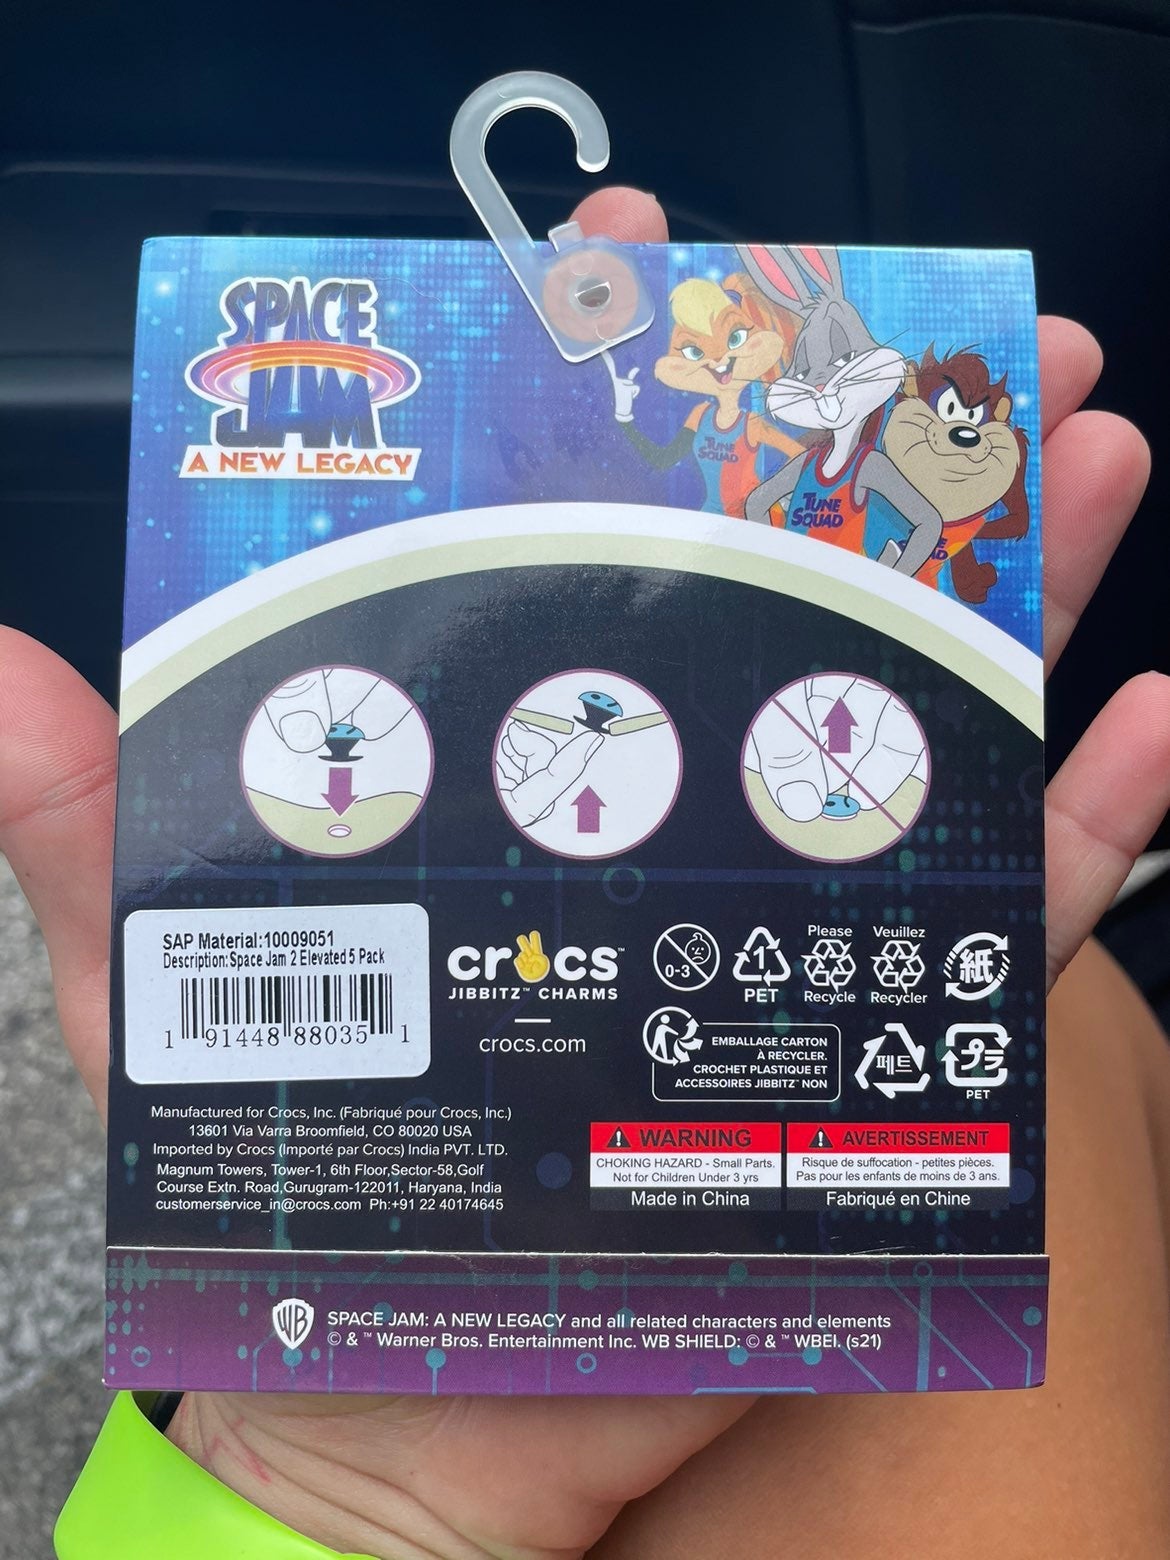 SPACE
JAM
A NEW LEGACY
TUNE
SQUAD
TUNE
SQUAD
SAP Material:10009051
Description:Space Jam 2 Elevated 5 Pack
1 91448 88035 1
crocs™
JIBBITZ™ CHARMS
crocs.com
0-3
1
PET
Please
Recycle
Veuillez
Recycler
紙
EMBALLAGE CARTON
À RECYCLER.
CROCHET PLASTIQUE ET
ACCESSOIRES JIBBITZ™ NON
페트
プラ
PET
Manufactured for Crocs, Inc. (Fabriqué pour Crocs, Inc.)
13601 Via Varra Broomfield, CO 80020 USA
Imported by Crocs (Importé par Crocs) India PVT. LTD.
Magnum Towers, Tower-1, 6th Floor,Sector-58,Golf
Course Extn. Road,Gurugram-122011, Haryana, India
customerservice_in@crocs.com Ph:+91 22 40174645
WARNING
CHOKING HAZARD - Small Parts.
Not for Children Under 3 yrs
Made in China
AVERTISSEMENT
Risque de suffocation - petites pièces.
Pas pour les enfants de moins de 3 ans.
Fabriqué en Chine
WB
SPACE JAM: A NEW LEGACY and all related characters and elements
© & ™ Warner Bros. Entertainment Inc. WB SHIELD: © & ™ WBEI. (s21)